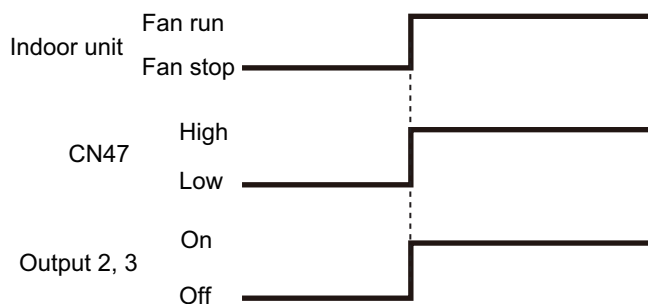 Fan run
Indoor unit
Fan stop
High
CN47
Low
On
Output 2, 3
Off